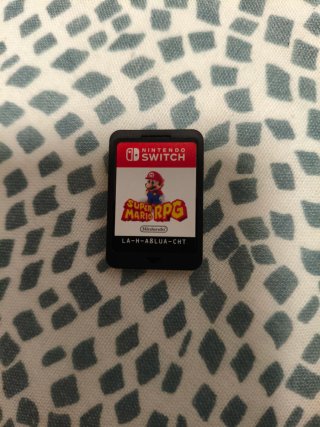 NINTENDO
SWITCH
SUPER
MARIO RPG
Nintendo
LA-H-A8LUA-CHT